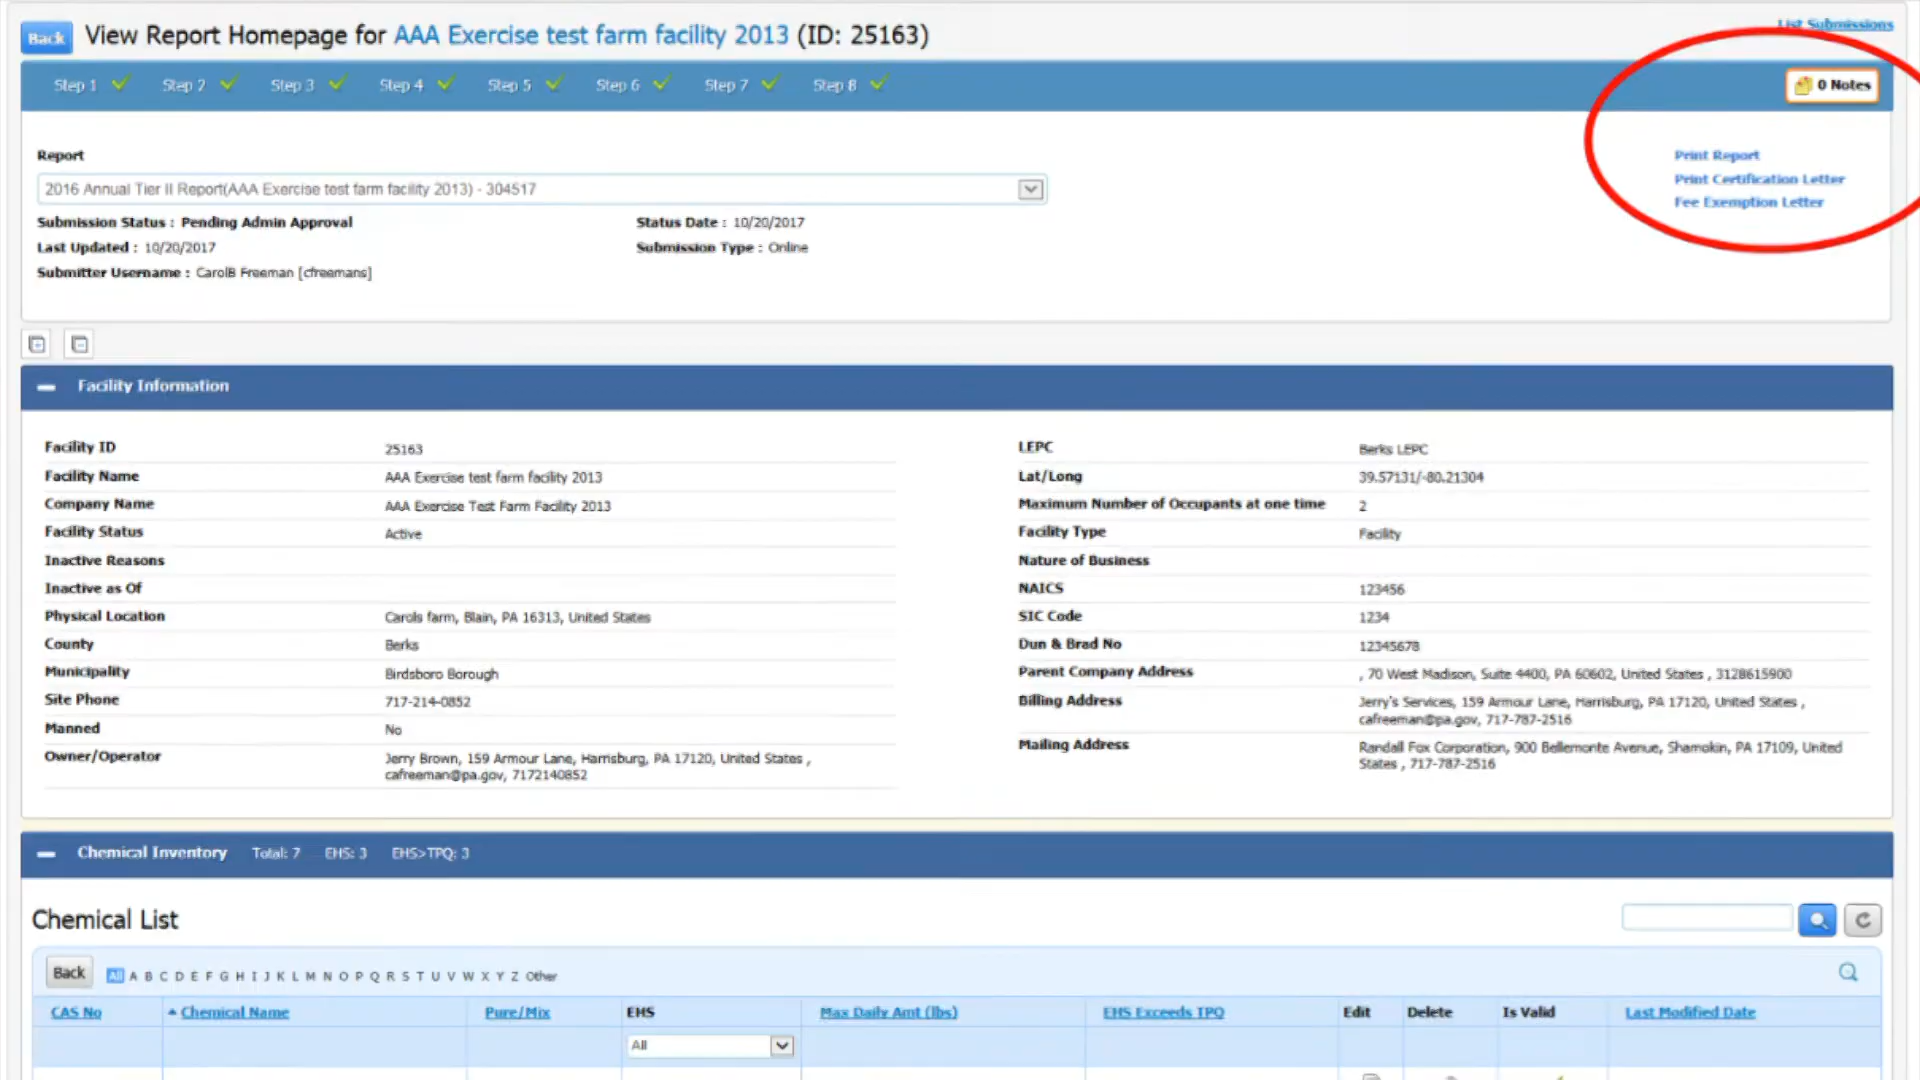 List Submissions
Back View Report Homepage for AAA Exercise test farm facility 2013 (ID: 25163)
Step 1 Step 2 Step 3 Step 4 Step 5 Step 6 Step 7 Step 8 0 Notes
Report
Print Report
2016 Annual Tier II Report(AAA Exercise test farm facility 2013) - 304517
Print Certification Letter
Fee Exemption Letter
Submission Status : Pending Admin Approval Status Date : 10/20/2017
Last Updated : 10/20/2017 Submission Type : Online
Submitter Username : CarolB Freeman [cfreemans]
Facility Information
Facility ID 25163
Facility Name AAA Exercise test farm facility 2013
Company Name AAA Exercise Test Farm Facility 2013
Facility Status Active
Inactive Reasons
Inactive as Of
Physical Location Carols farm, Blain, PA 16313, United States
County Berks
Municipality Birdsboro Borough
Site Phone 717-214-0852
Manned No
Owner/Operator Jerry Brown, 159 Armour Lane, Harrisburg, PA 17120, United States ,
cafreeman@pa.gov, 7172140852
LEPC Berks LEPC
Lat/Long 39.57131/-80.21304
Maximum Number of Occupants at one time 2
Facility Type Facility
Nature of Business
NAICS 123456
SIC Code 1234
Dun & Brad No 12345678
Parent Company Address , 70 West Madison, Suite 4400, PA 60602, United States , 3128615900
Billing Address Jerry's Services, 159 Armour Lane, Harrisburg, PA 17120, United States ,
cafreeman@pa.gov, 717-787-2516
Mailing Address Randall Fox Corporation, 900 Bellemonte Avenue, Shamokin, PA 17109, United
States , 717-787-2516
Chemical Inventory Total: 7 EHS: 3 EHS>TPQ: 3
Chemical List
Back All A B C D E F G H I J K L M N O P Q R S T U V W X Y Z Other
CAS No Chemical Name Pure/Mix EHS Max Daily Amt (lbs) EHS Exceeds TPQ Edit Delete Is Valid Last Modified Date
All